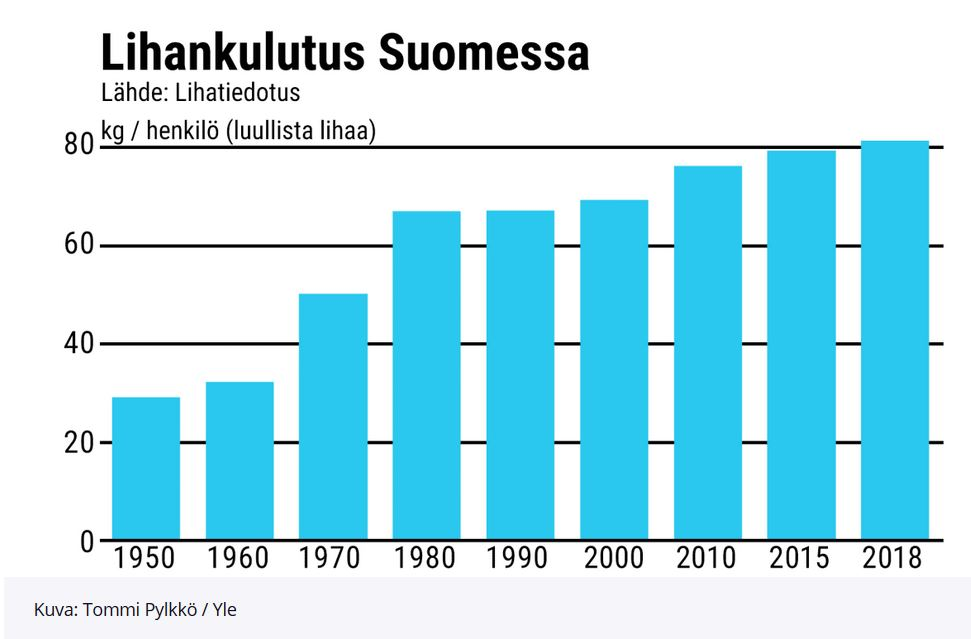 Lihankulutus Suomessa
Lähde: Lihatiedotus
kg / henkilö (luullista lihaa)
80
60
40
20
0
1950 1960 1970 1980 1990 2000 2010 2015 2018
Kuva: Tommi Pylkkö / Yle